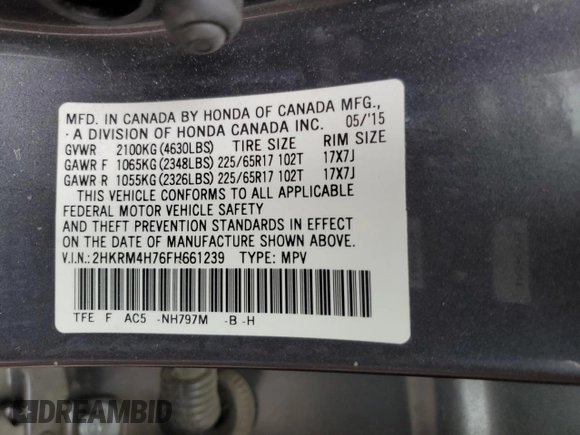 MFD. IN CANADA BY HONDA OF CANADA MFG.,
· A DIVISION OF HONDA CANADA INC. 05/'15
GVWR 2100KG (4630LBS) TIRE SIZE RIM SIZE
GAWR F 1065KG (2348LBS) 225/65R17 102T 17X7J
GAWR R 1055KG (2326LBS) 225/65R17 102T 17X7J
THIS VEHICLE CONFORMS TO ALL APPLICABLE
FEDERAL MOTOR VEHICLE SAFETY
AND THEFT PREVENTION STANDARDS IN EFFECT
ON THE DATE OF MANUFACTURE SHOWN ABOVE.
V.I.N.:2HKRM4H76FH661239 TYPE: MPV
TFE F AC5 -NH797M -B -H
DREAMBID